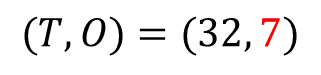 (T, O) = (32, 7)